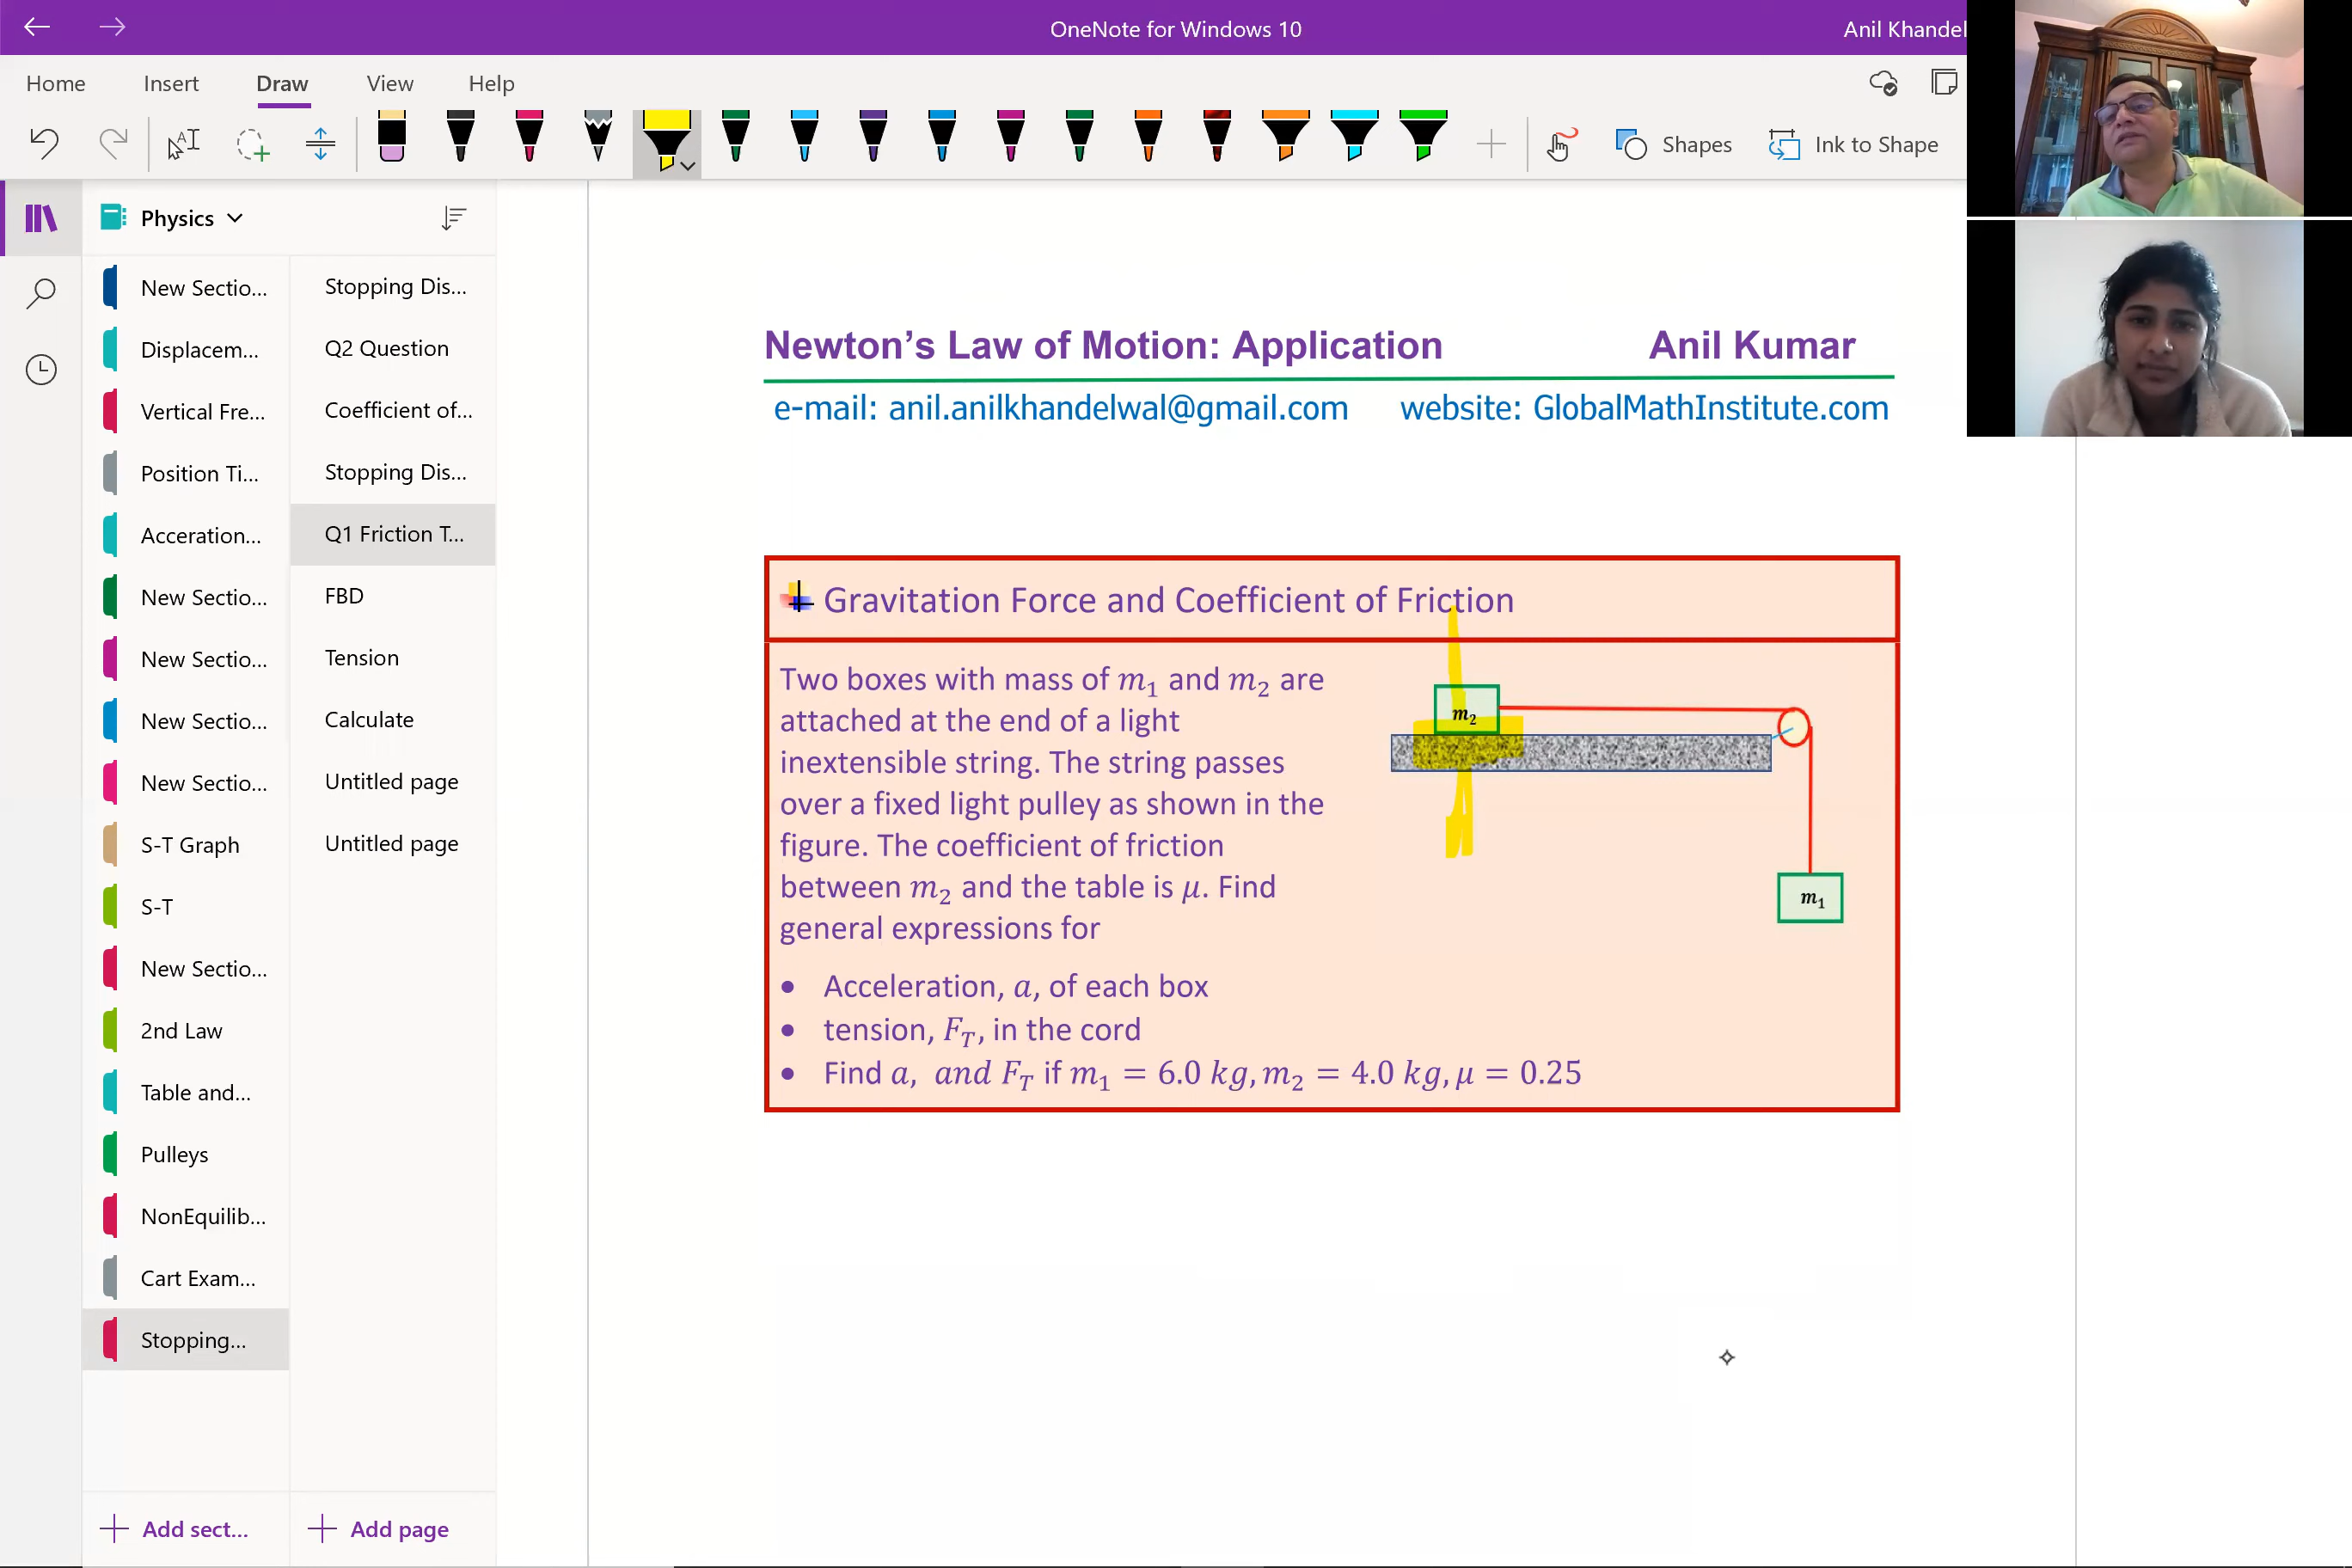 OneNote for Windows 10
Anil Khandel
Home Insert Draw View Help
Shapes Ink to Shape
Physics
New Sectio...
Displacem...
Vertical Fre...
Position Ti...
Acceration...
New Sectio...
New Sectio...
New Sectio...
New Sectio...
S-T Graph
S-T
New Sectio...
2nd Law
Table and...
Pulleys
NonEquilib...
Cart Exam...
Stopping...
Add sect...
Stopping Dis...
Q2 Question
Coefficient of...
Stopping Dis...
Q1 Friction T...
FBD
Tension
Calculate
Untitled page
Untitled page
Add page
Newton’s Law of Motion: Application Anil Kumar
e-mail: anil.anilkhandelwal@gmail.com website: GlobalMathInstitute.com
Gravitation Force and Coefficient of Friction
Two boxes with mass of m₁ and m₂ are
attached at the end of a light
inextensible string. The string passes
over a fixed light pulley as shown in the
figure. The coefficient of friction
between m₂ and the table is μ. Find
general expressions for
• Acceleration, a, of each box
• tension, F_T, in the cord
• Find a, and F_T if m₁ = 6.0 kg, m₂ = 4.0 kg, μ = 0.25
m₂
m₁